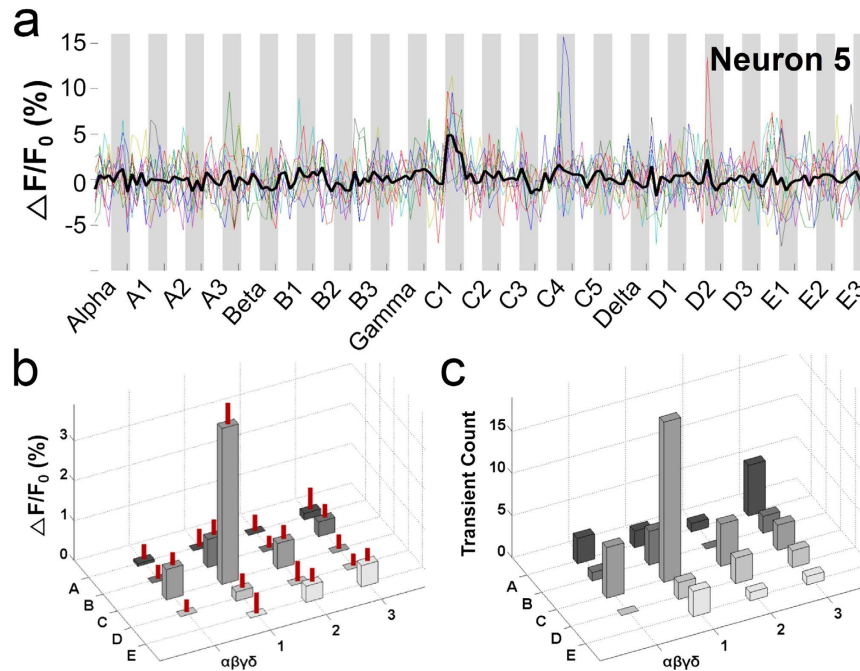 a
Neuron 5
△F/F0 (%)
15
10
5
0
-5
Alpha A1 A2 A3 Beta B1 B2 B3 Gamma C1 C2 C3 C4 C5 Delta D1 D2 D3 E1 E2 E3
b
△F/F0 (%)
3
2
1
0
A
B
C
D
E
αβγδ
1
2
3
c
Transient Count
15
10
5
0
A
B
C
D
E
αβγδ
1
2
3